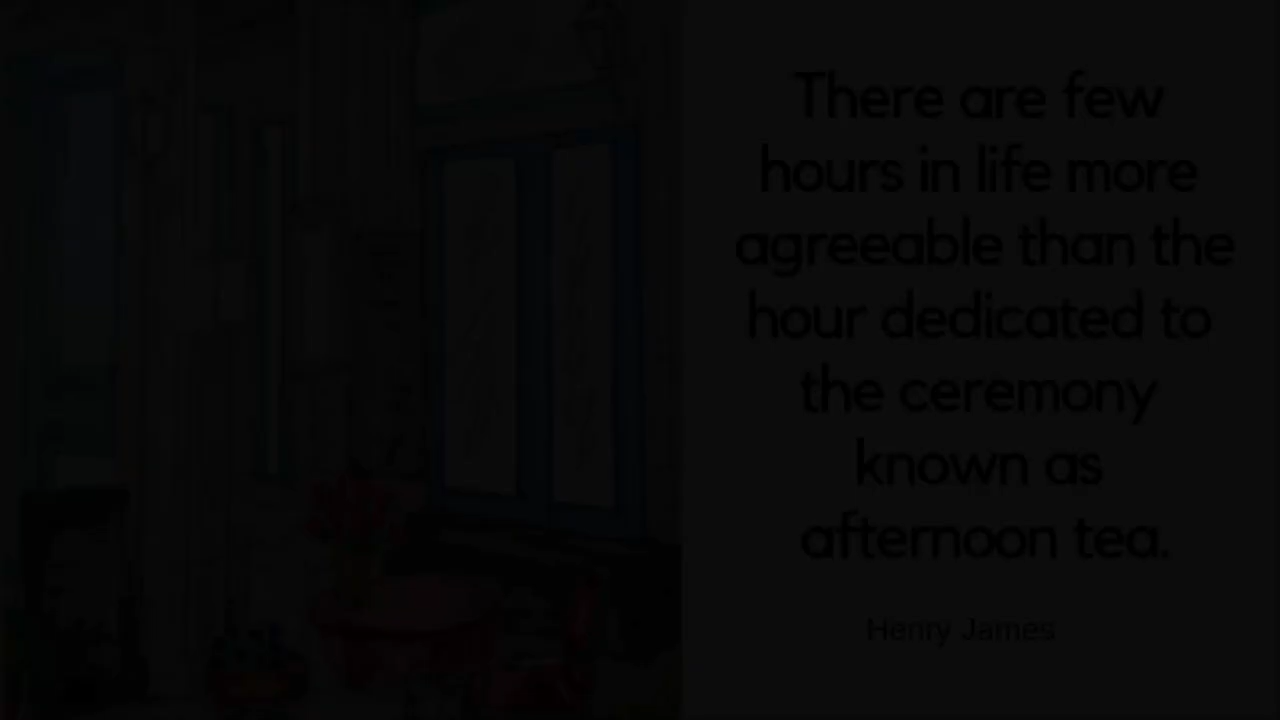 There are few
hours in life more
agreeable than the
hour dedicated to
the ceremony
known as
afternoon tea.
Henry James